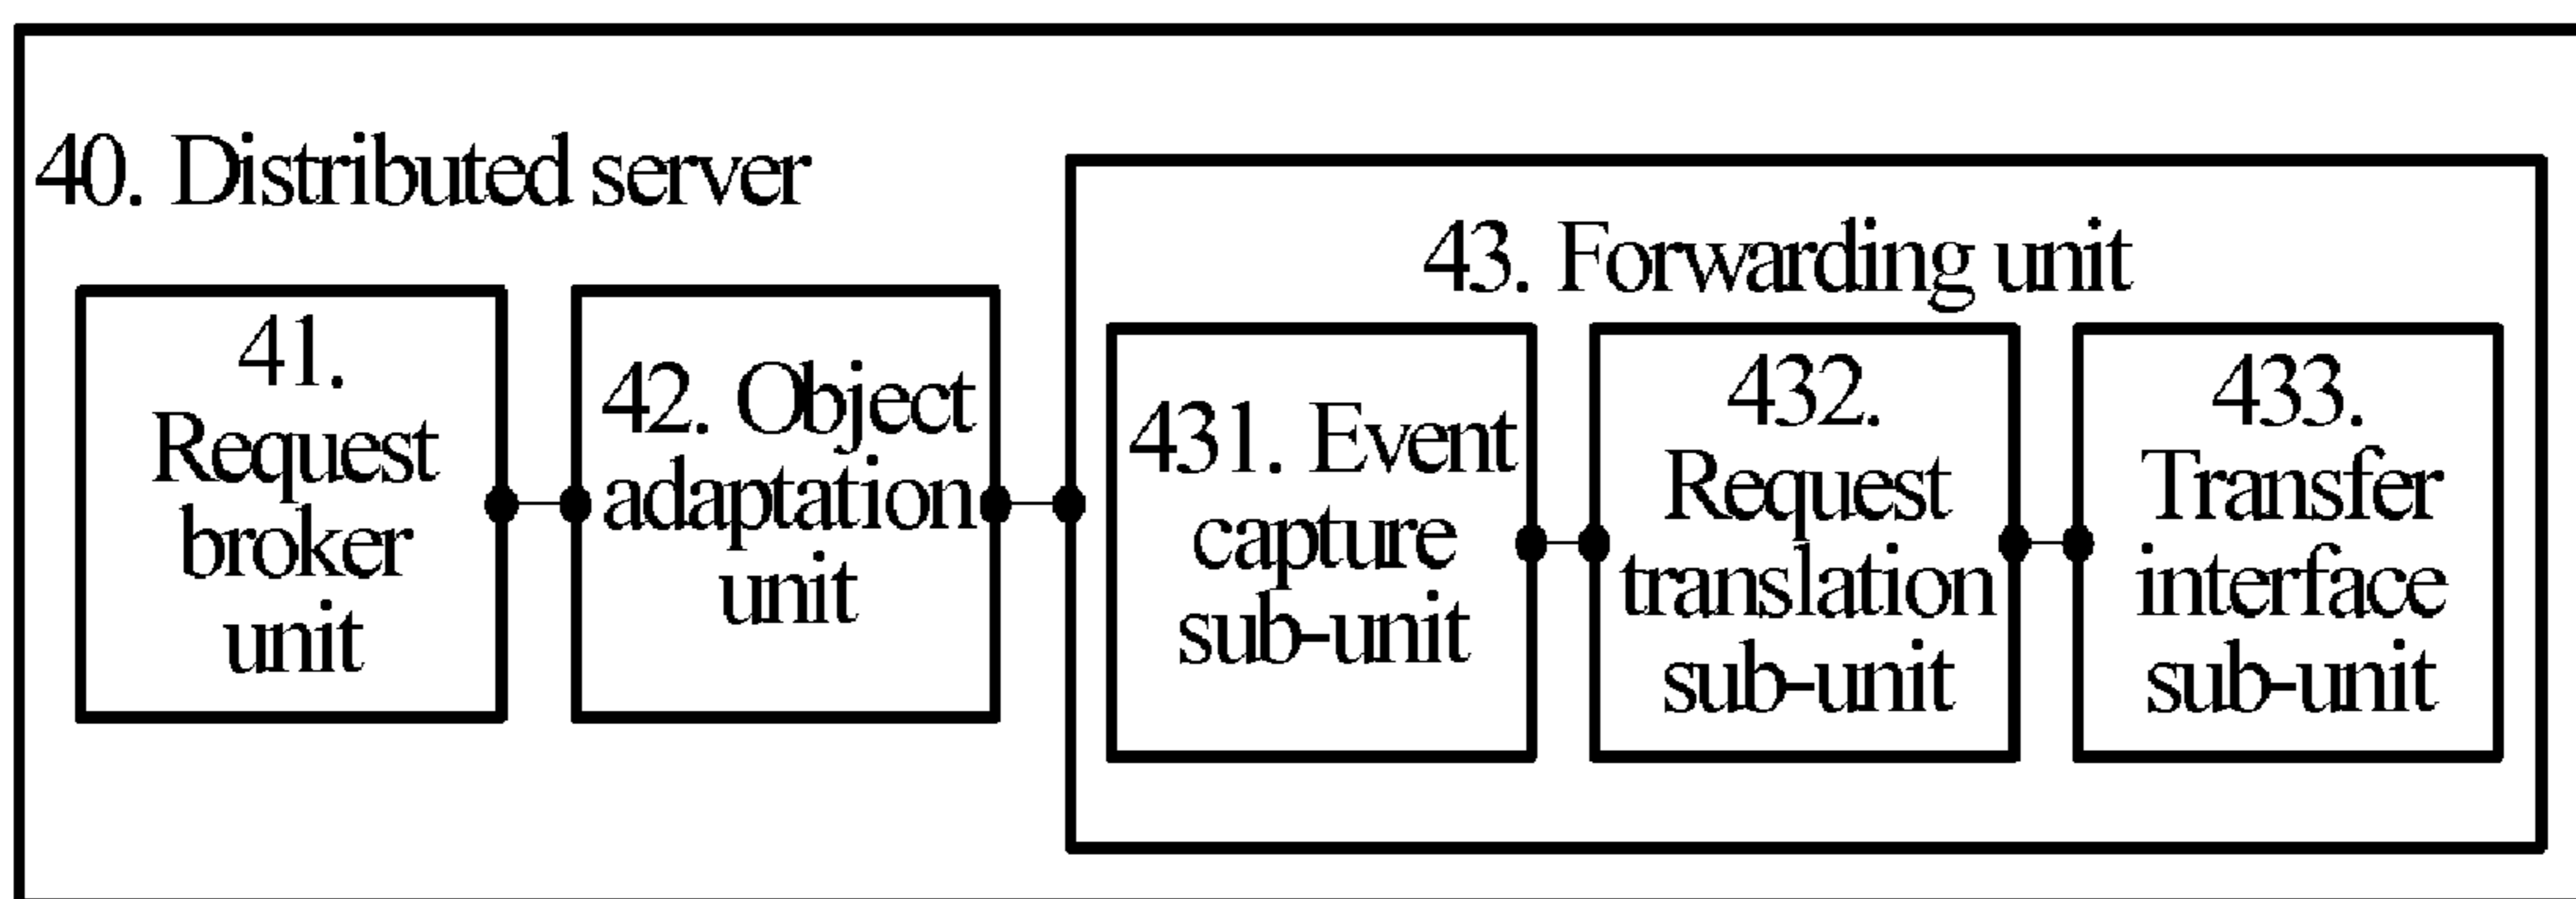 40. Distributed server
43. Forwarding unit
41.
Request
broker
unit
42. Object
adaptation
unit
431. Event
capture
sub-unit
432.
Request
translation
sub-unit
433.
Transfer
interface
sub-unit